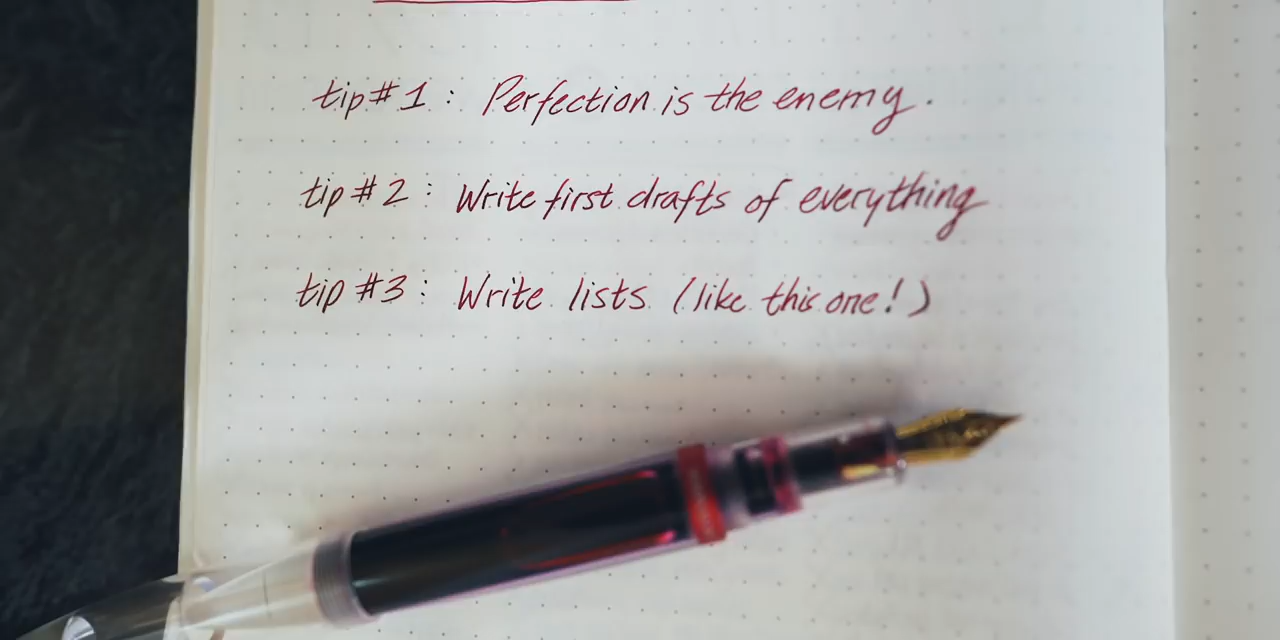 tip #1 : Perfection is the enemy.
tip #2 : Write first drafts of everything
tip #3 : Write lists (like this one!)